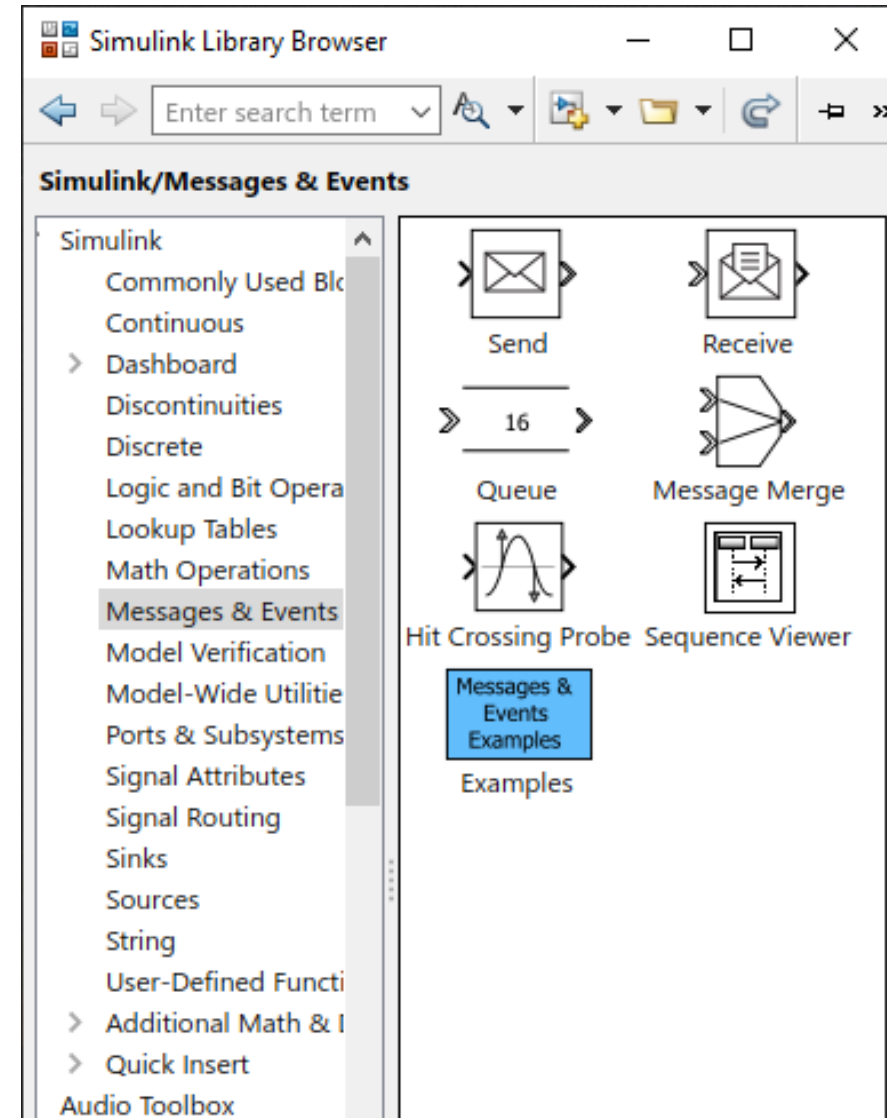 Simulink Library Browser
Enter search term
Simulink/Messages & Events
Simulink
Commonly Used Blo
Continuous
Dashboard
Discontinuities
Discrete
Logic and Bit Opera
Lookup Tables
Math Operations
Messages & Events
Model Verification
Model-Wide Utilitie
Ports & Subsystems
Signal Attributes
Signal Routing
Sinks
Sources
String
User-Defined Functi
Additional Math & D
Quick Insert
Audio Toolbox
Send
Receive
16
Queue
Message Merge
Hit Crossing Probe
Sequence Viewer
Messages &
Events
Examples
Examples